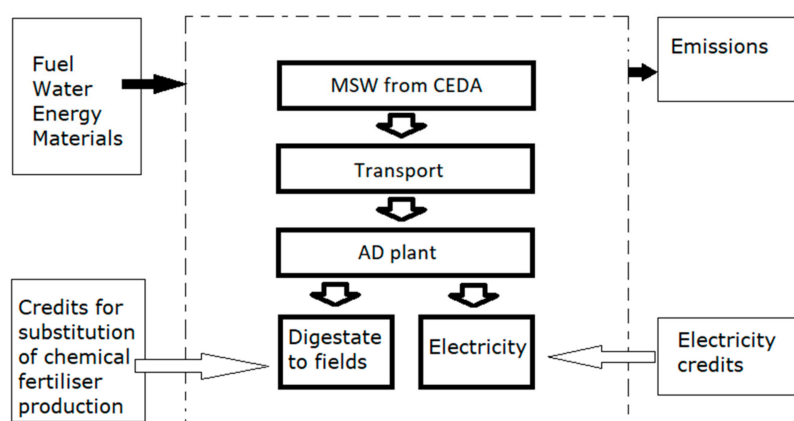 Fuel
Water
Energy
Materials
MSW from CEDA
Emissions
Transport
AD plant
Credits for
substitution
of chemical
fertiliser
production
Digestate
to fields
Electricity
Electricity
credits